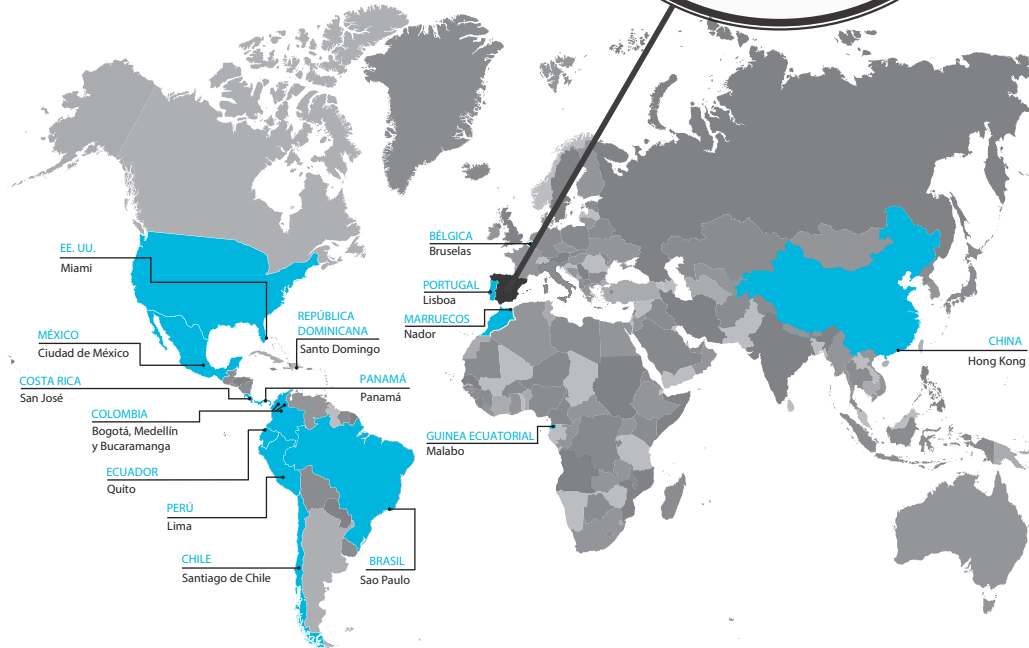 EE. UU.
Miami
MÉXICO
Ciudad de México
COSTA RICA
San José
COLOMBIA
Bogotá, Medellín
y Bucaramanga
ECUADOR
Quito
PERÚ
Lima
CHILE
Santiago de Chile
REPÚBLICA
DOMINICANA
Santo Domingo
PANAMÁ
Panamá
BRASIL
Sao Paulo
BÉLGICA
Bruselas
PORTUGAL
Lisboa
MARRUECOS
Nador
GUINEA ECUATORIAL
Malabo
CHINA
Hong Kong